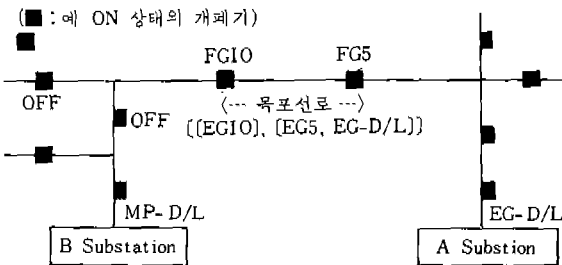 (■:예 ON 상태의 개폐기)
FG10 FG5
OFF
〈--- 목포선로 ---〉
OFF
{[EG10], [EG5, EG-D/L]}
MP-D/L
EG-D/L
B Substation
A Substion